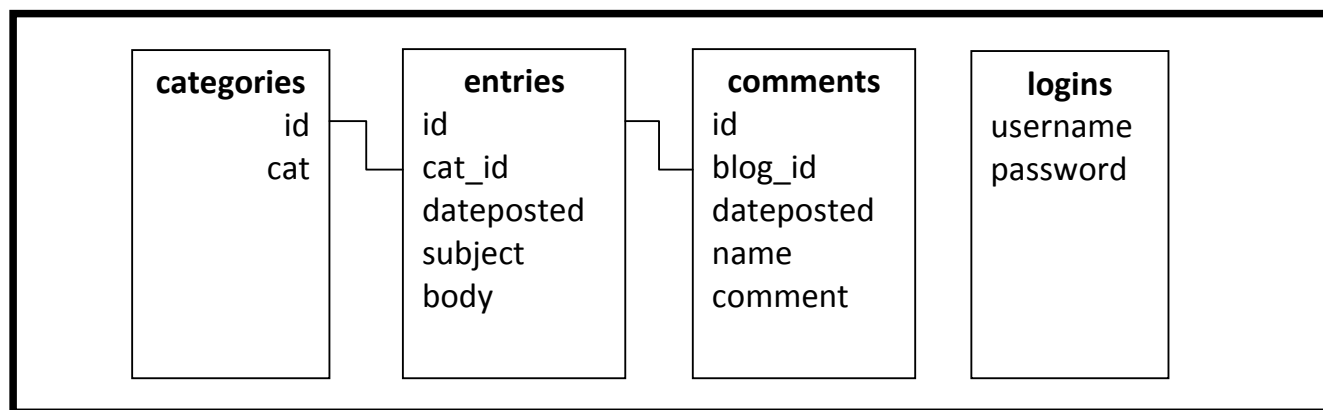 categories
id
cat
entries
id
cat_id
dateposted
subject
body
comments
id
blog_id
dateposted
name
comment
logins
username
password